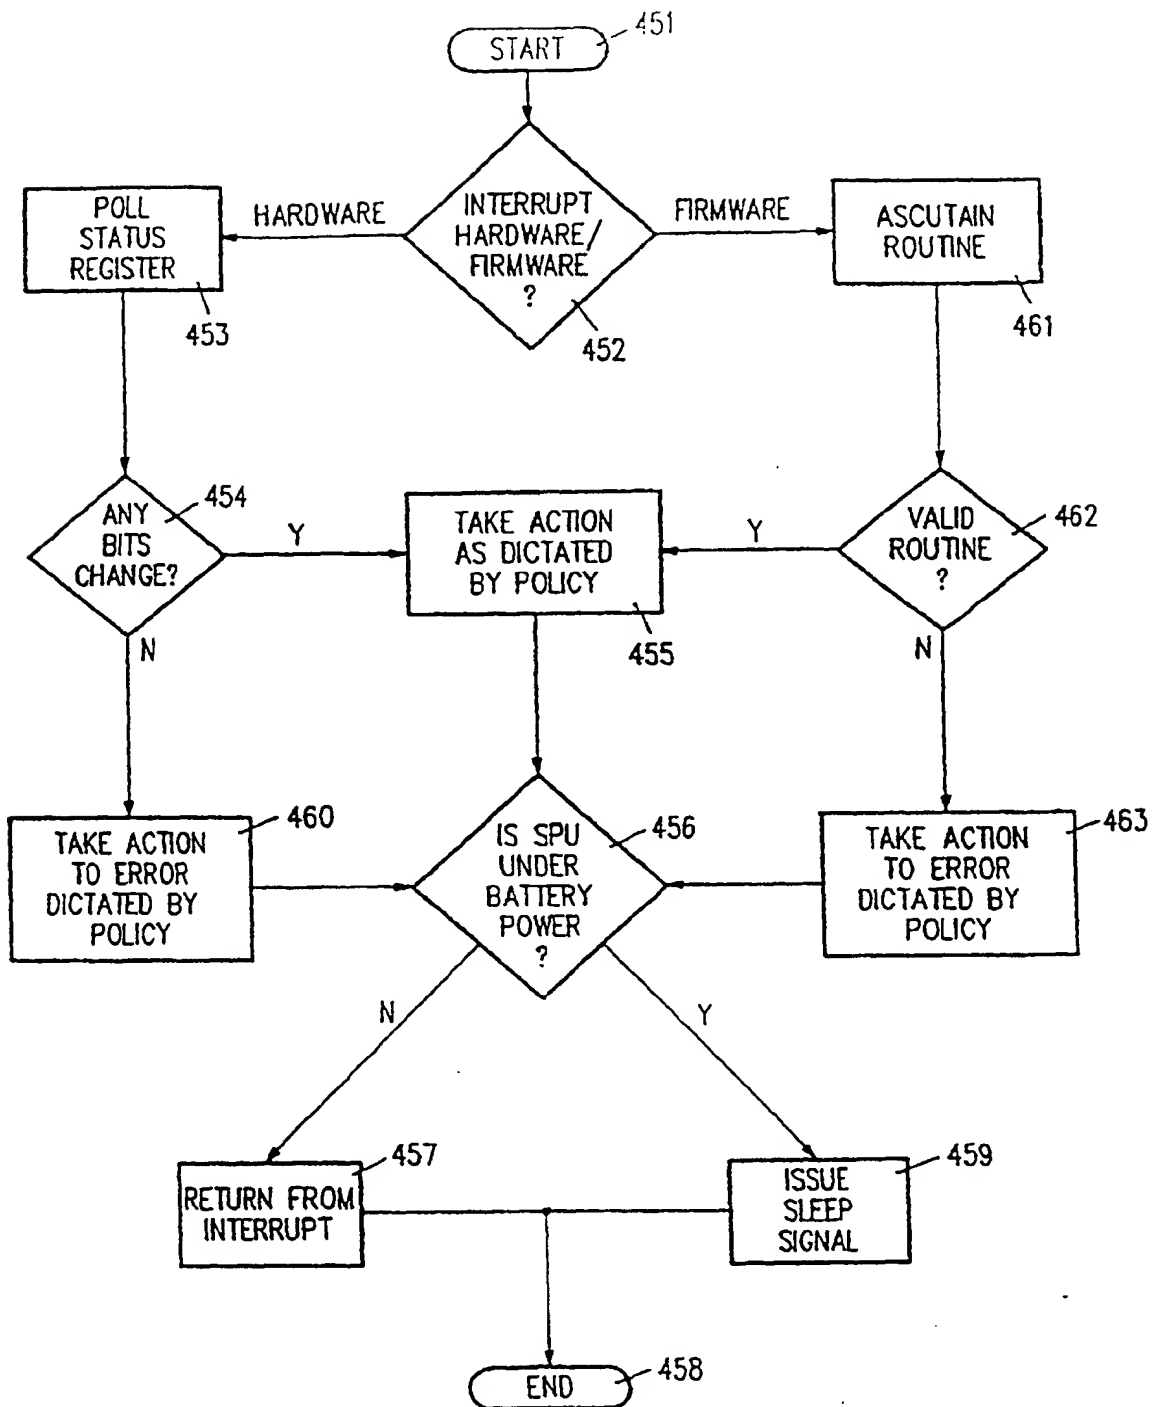 START
451
INTERRUPT
HARDWARE/
FIRMWARE
?
452
HARDWARE
FIRMWARE
POLL
STATUS
REGISTER
453
ASCUTAIN
ROUTINE
461
ANY
BITS
CHANGE?
454
Y
N
TAKE ACTION
AS DICTATED
BY POLICY
455
VALID
ROUTINE
?
462
Y
N
TAKE ACTION
TO ERROR
DICTATED BY
POLICY
460
IS SPU
UNDER
BATTERY
POWER
?
456
TAKE ACTION
TO ERROR
DICTATED BY
POLICY
463
N
Y
RETURN FROM
INTERRUPT
457
ISSUE
SLEEP
SIGNAL
459
END
458